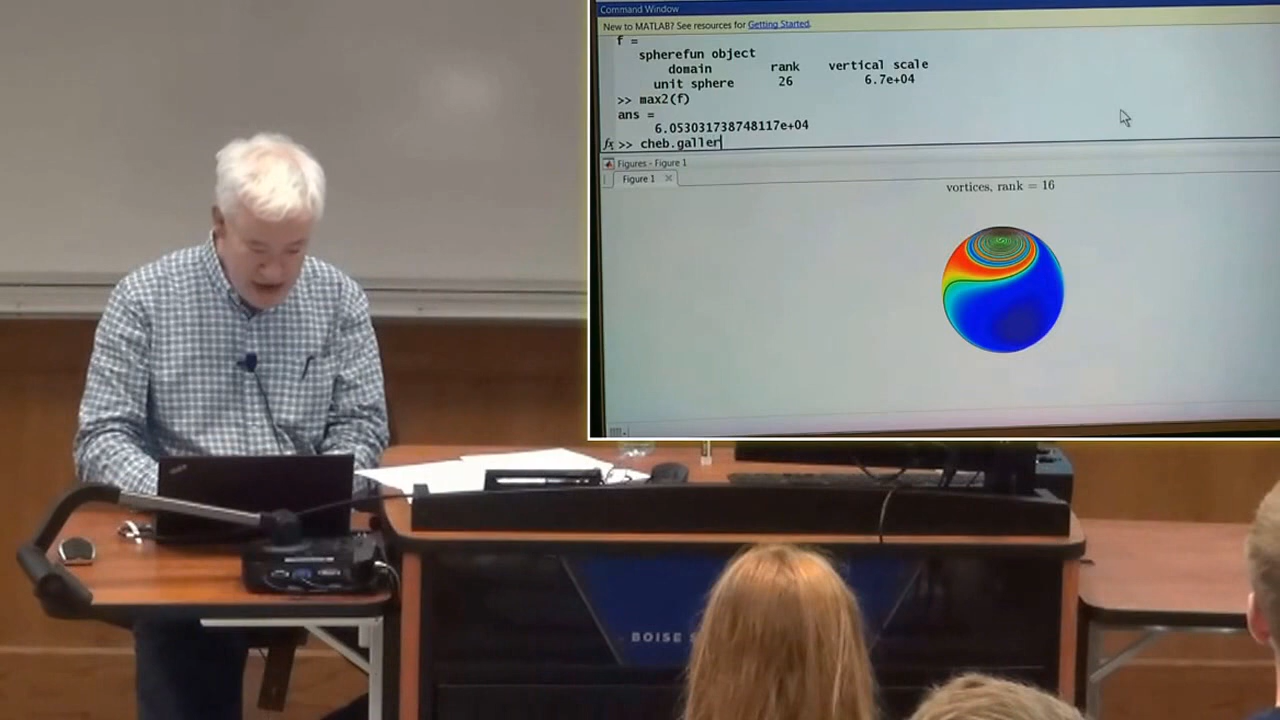 Command Window
New to MATLAB? See resources for Getting Started.
f =
spherefun object
domain rank vertical scale
unit sphere 26 6.7e+04
>> max2(f)
ans =
6.053031738748117e+04
fx >> cheb.galler
Figures - Figure 1
Figure 1
vortices, rank = 16
BOISE S